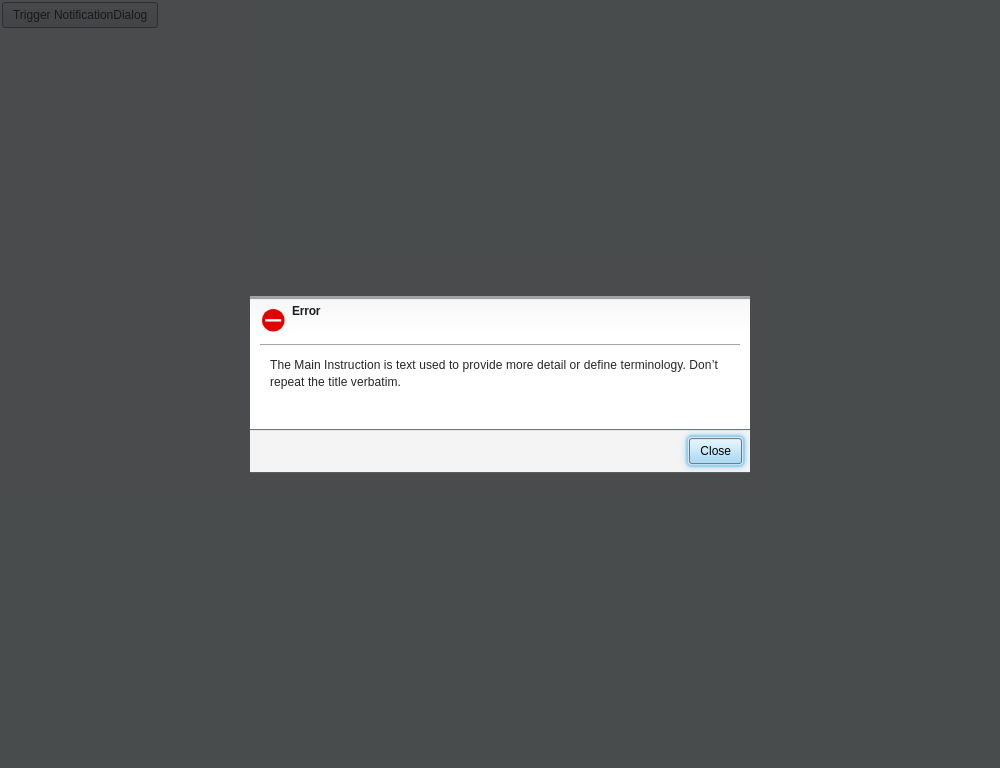 Trigger NotificationDialog
Error
The Main Instruction is text used to provide more detail or define terminology. Don’t
repeat the title verbatim.
Close